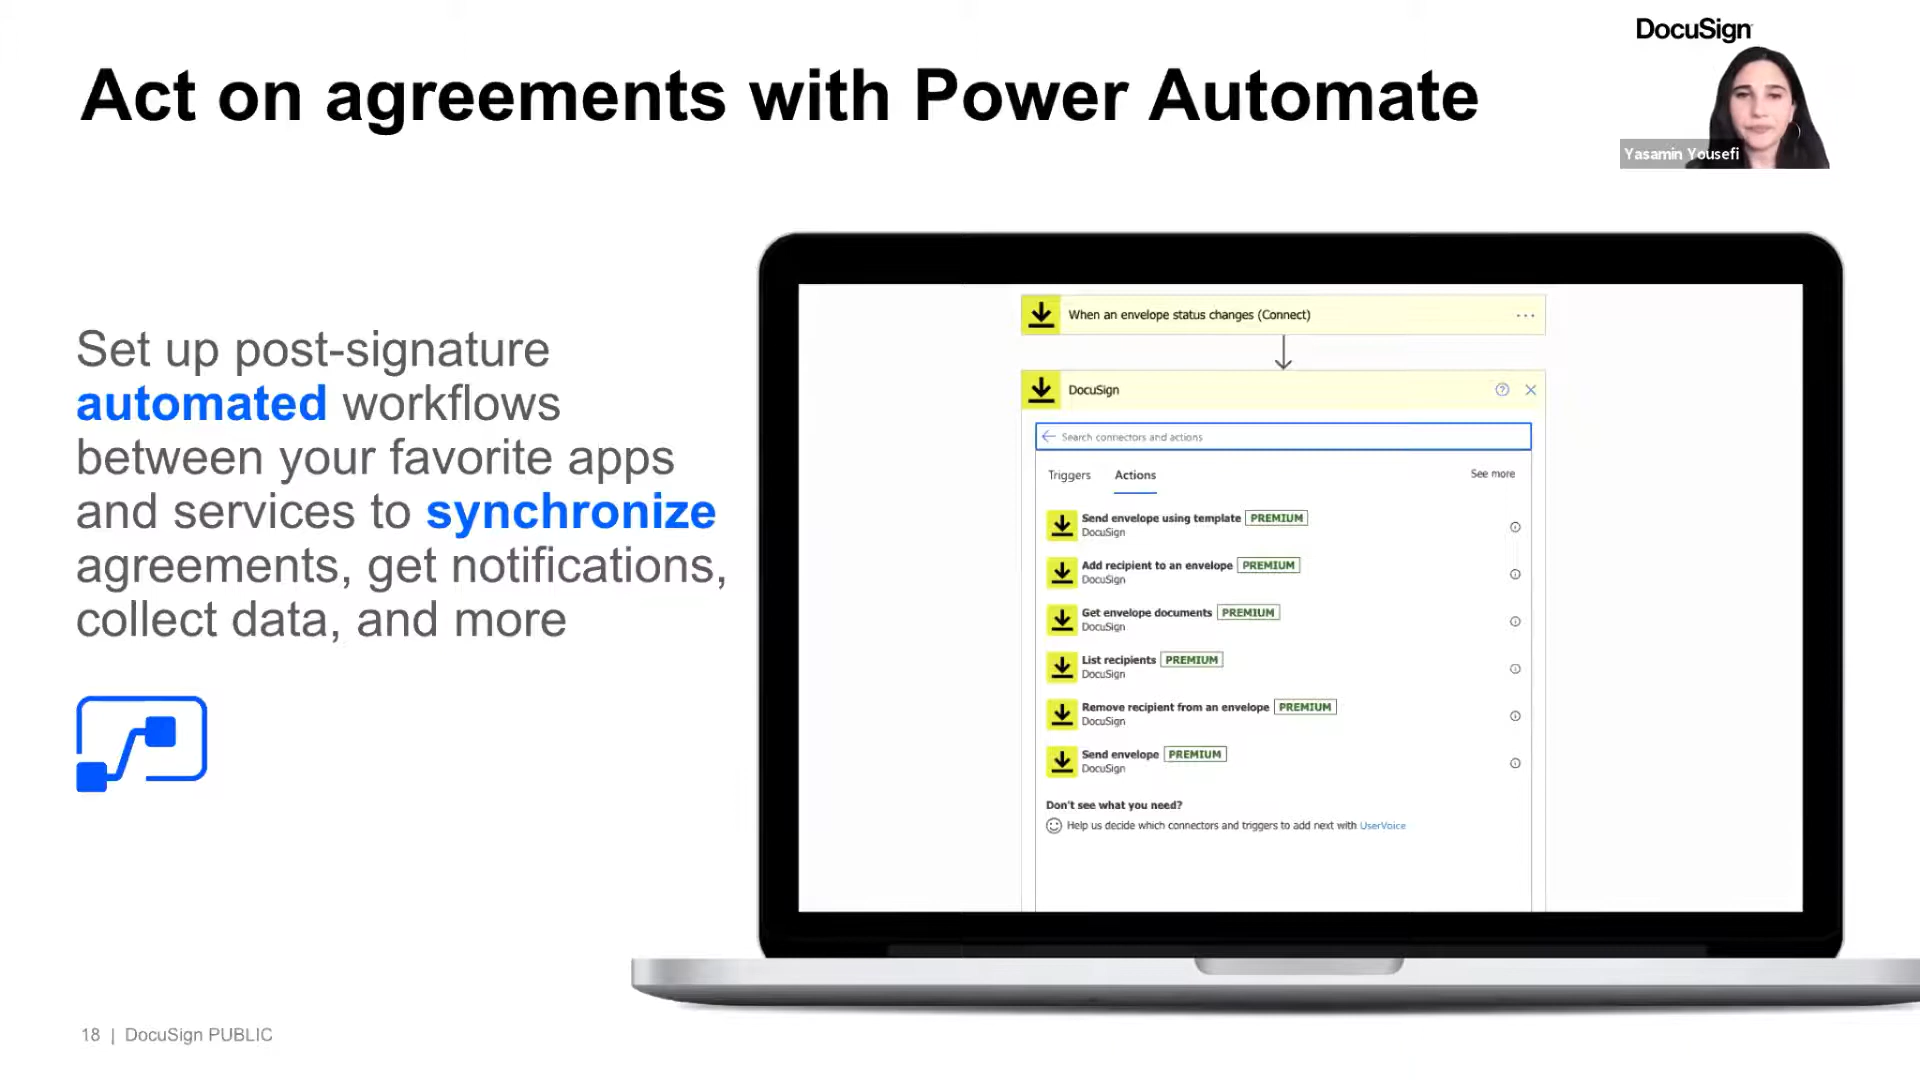 DocuSign
Act on agreements with Power Automate
Yasamin Yousefi
Set up post-signature
automated workflows
between your favorite apps
and services to synchronize
agreements, get notifications,
collect data, and more
When an envelope status changes (Connect)
DocuSign
Search connectors and actions
Triggers Actions See more
Send envelope using template PREMIUM
DocuSign
Add recipient to an envelope PREMIUM
DocuSign
Get envelope documents PREMIUM
DocuSign
List recipients PREMIUM
DocuSign
Remove recipient from an envelope PREMIUM
DocuSign
Send envelope PREMIUM
DocuSign
Don't see what you need?
Help us decide which connectors and triggers to add next with UserVoice
18 | DocuSign PUBLIC